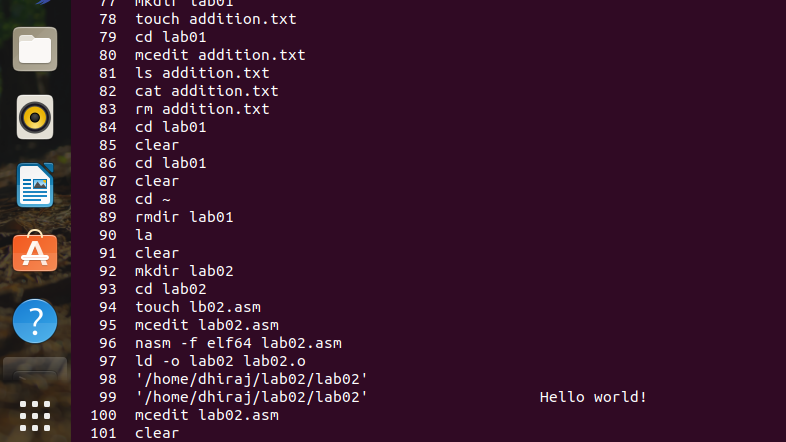 77 mkdir lab01
78 touch addition.txt
79 cd lab01
80 mcedit addition.txt
81 ls addition.txt
82 cat addition.txt
83 rm addition.txt
84 cd lab01
85 clear
86 cd lab01
87 clear
88 cd ~
89 rmdir lab01
90 la
91 clear
92 mkdir lab02
93 cd lab02
94 touch lb02.asm
95 mcedit lab02.asm
96 nasm -f elf64 lab02.asm
97 ld -o lab02 lab02.o
98 '/home/dhiraj/lab02/lab02'
99 '/home/dhiraj/lab02/lab02' Hello world!
100 mcedit lab02.asm
101 clear